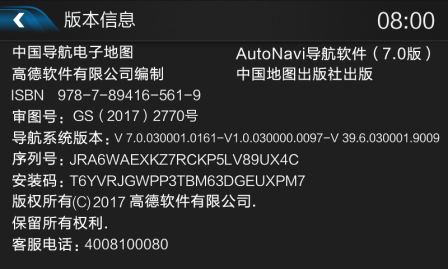 版本信息 08:00
中国导航电子地图 AutoNavi导航软件（7.0版）
高德软件有限公司编制 中国地图出版社出版
ISBN 978-7-89416-561-9
审图号：GS（2017）2770号
导航系统版本：V 7.0.030001.0161-V1.0.030000.0097-V 39.6.030001.9009
序列号：JRA6WAEXKZ7RCKP5LV89UX4C
安装码：T6YVRJGWPP3TBM63DGEUXPM7
版权所有(C)2017 高德软件有限公司.
保留所有权利.
客服电话：4008100080